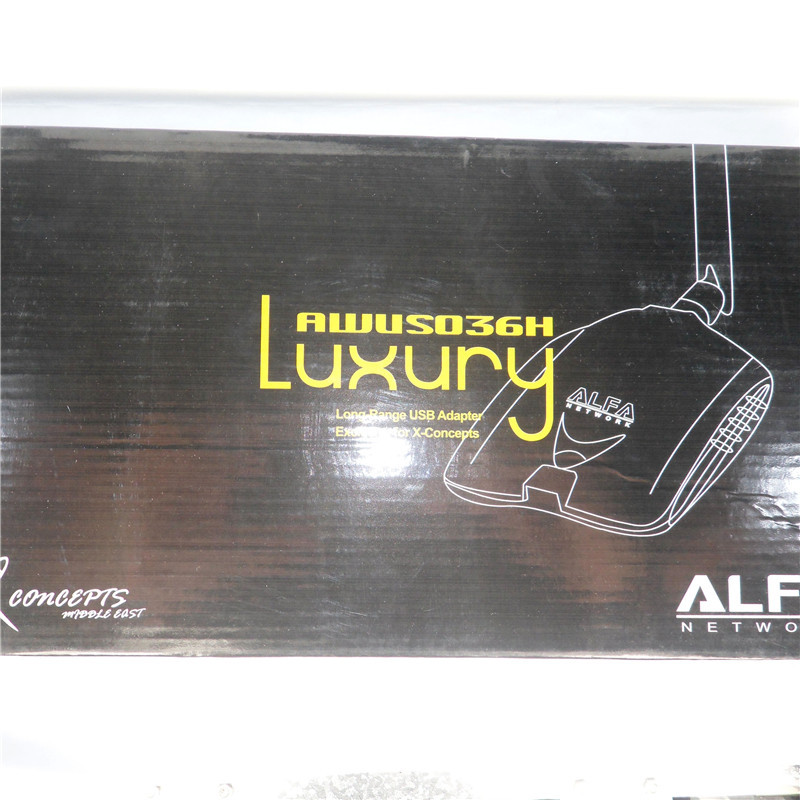 AWUS036H
Luxury
Long-Range USB Adapter
for X-Concepts
ALFA
NETWORK
CONCEPTS
MIDDLE EAST
ALF
NETWO